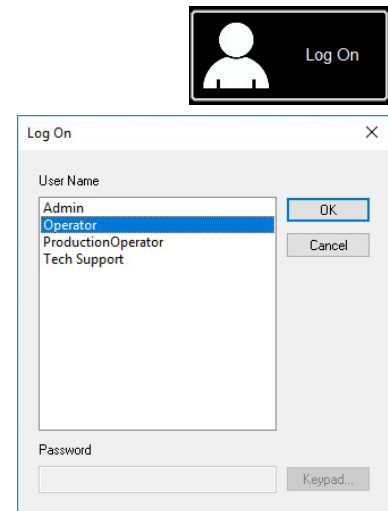 Log On
Log On
User Name
Admin
OK
Operator
ProductionOperator
Cancel
Tech Support
Password
Keypad...